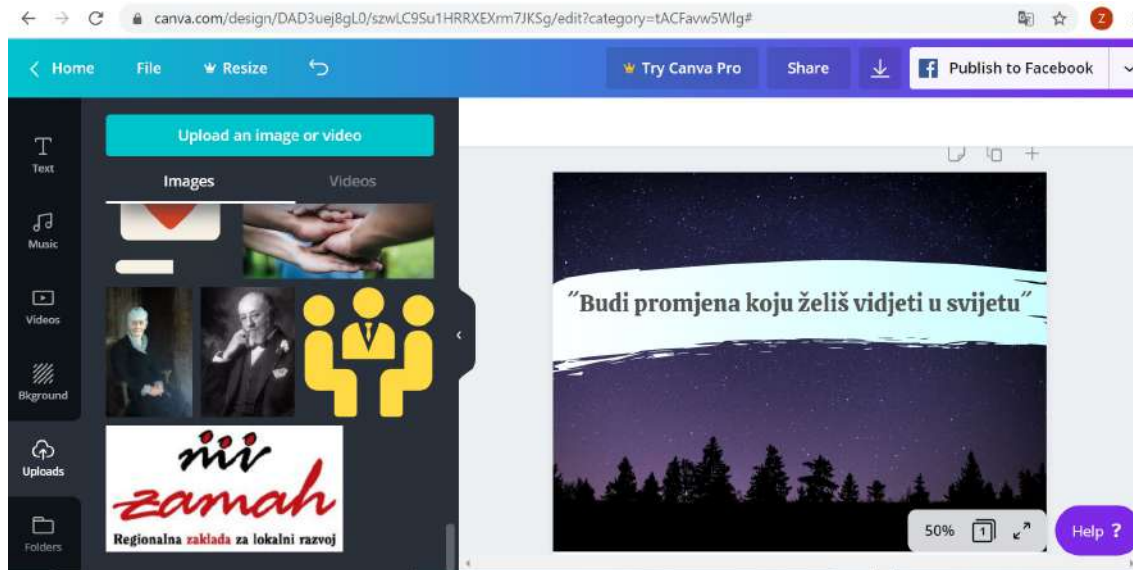 canva.com/design/DAD3uej8gL0/szwLC9Su1HRRXEXrm7JKSg/edit?category=tACFavw5Wlg#
Z
Home File Resize Try Canva Pro Share Publish to Facebook
Text
Music
Videos
Bkground
Uploads
Folders
Upload an image or video
Images Videos
mi
zamah
Regionalna zaklada za lokalni razvoj
˝Budi promjena koju želiš vidjeti u svijetu˝
50% 1
Help ?